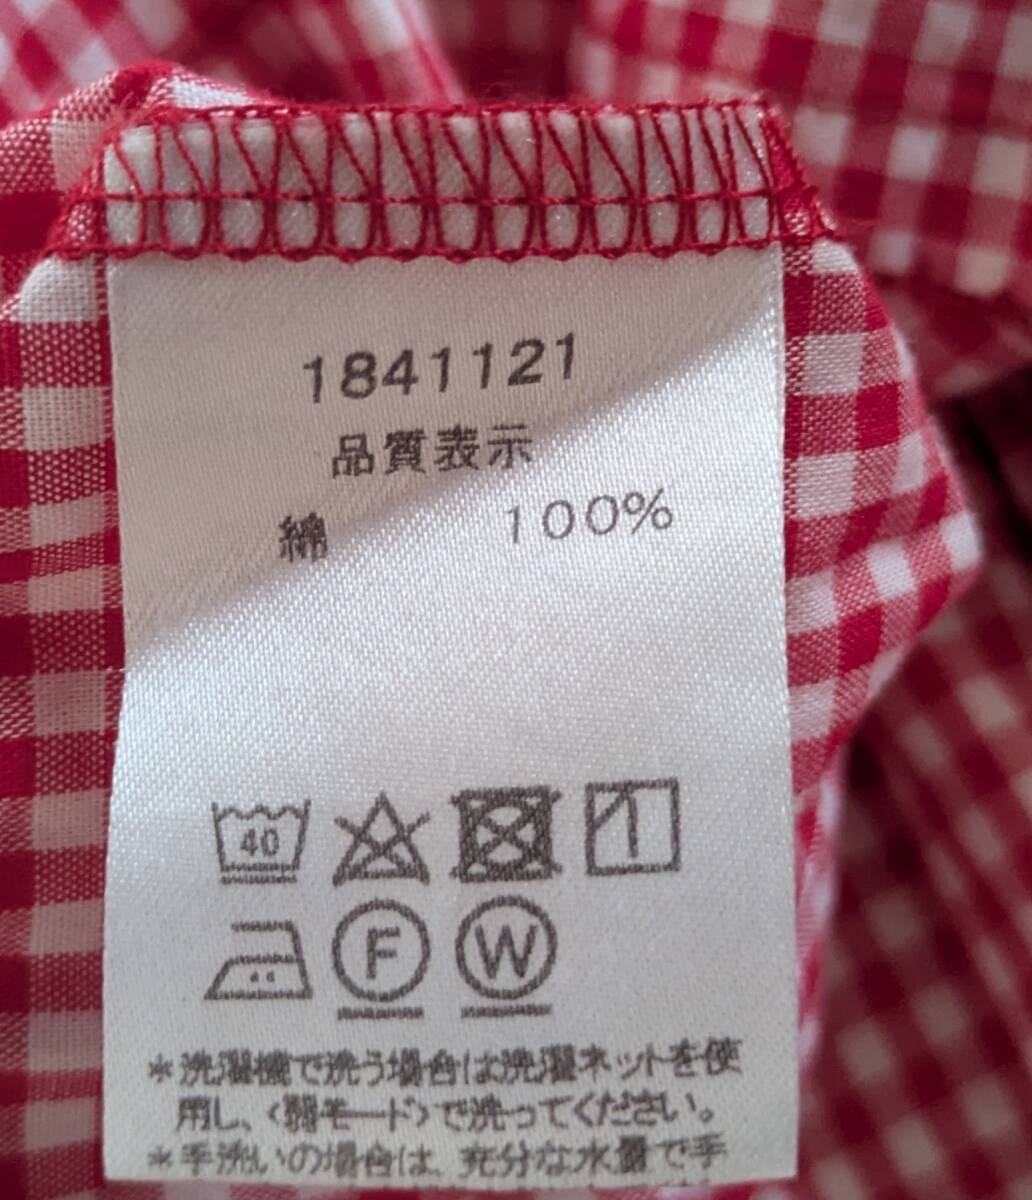 1841121
品質表示
綿 100%
40
F W
*洗濯機で洗う場合は洗濯ネットを使
用し、〈弱モード〉で洗ってください。
*手洗いの場合は、充分な水量で手